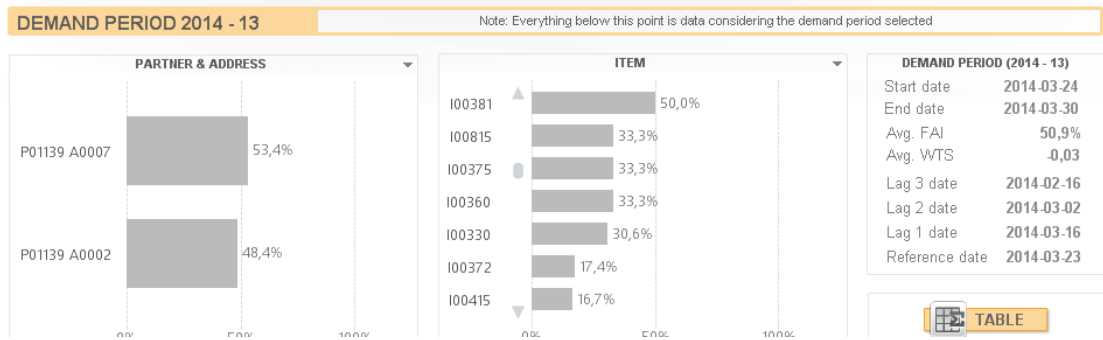 DEMAND PERIOD 2014 - 13
Note: Everything below this point is data considering the demand period selected
PARTNER & ADDRESS
P01139 A0007
53,4%
P01139 A0002
48,4%
0%
50%
100%
ITEM
I00381
50,0%
I00815
33,3%
I00375
33,3%
I00360
33,3%
I00330
30,6%
I00372
17,4%
I00415
16,7%
0%
50%
100%
DEMAND PERIOD (2014 - 13)
Start date 2014-03-24
End date 2014-03-30
Avg. FAI 50,9%
Avg. WTS -0,03
Lag 3 date 2014-02-16
Lag 2 date 2014-03-02
Lag 1 date 2014-03-16
Reference date 2014-03-23
TABLE